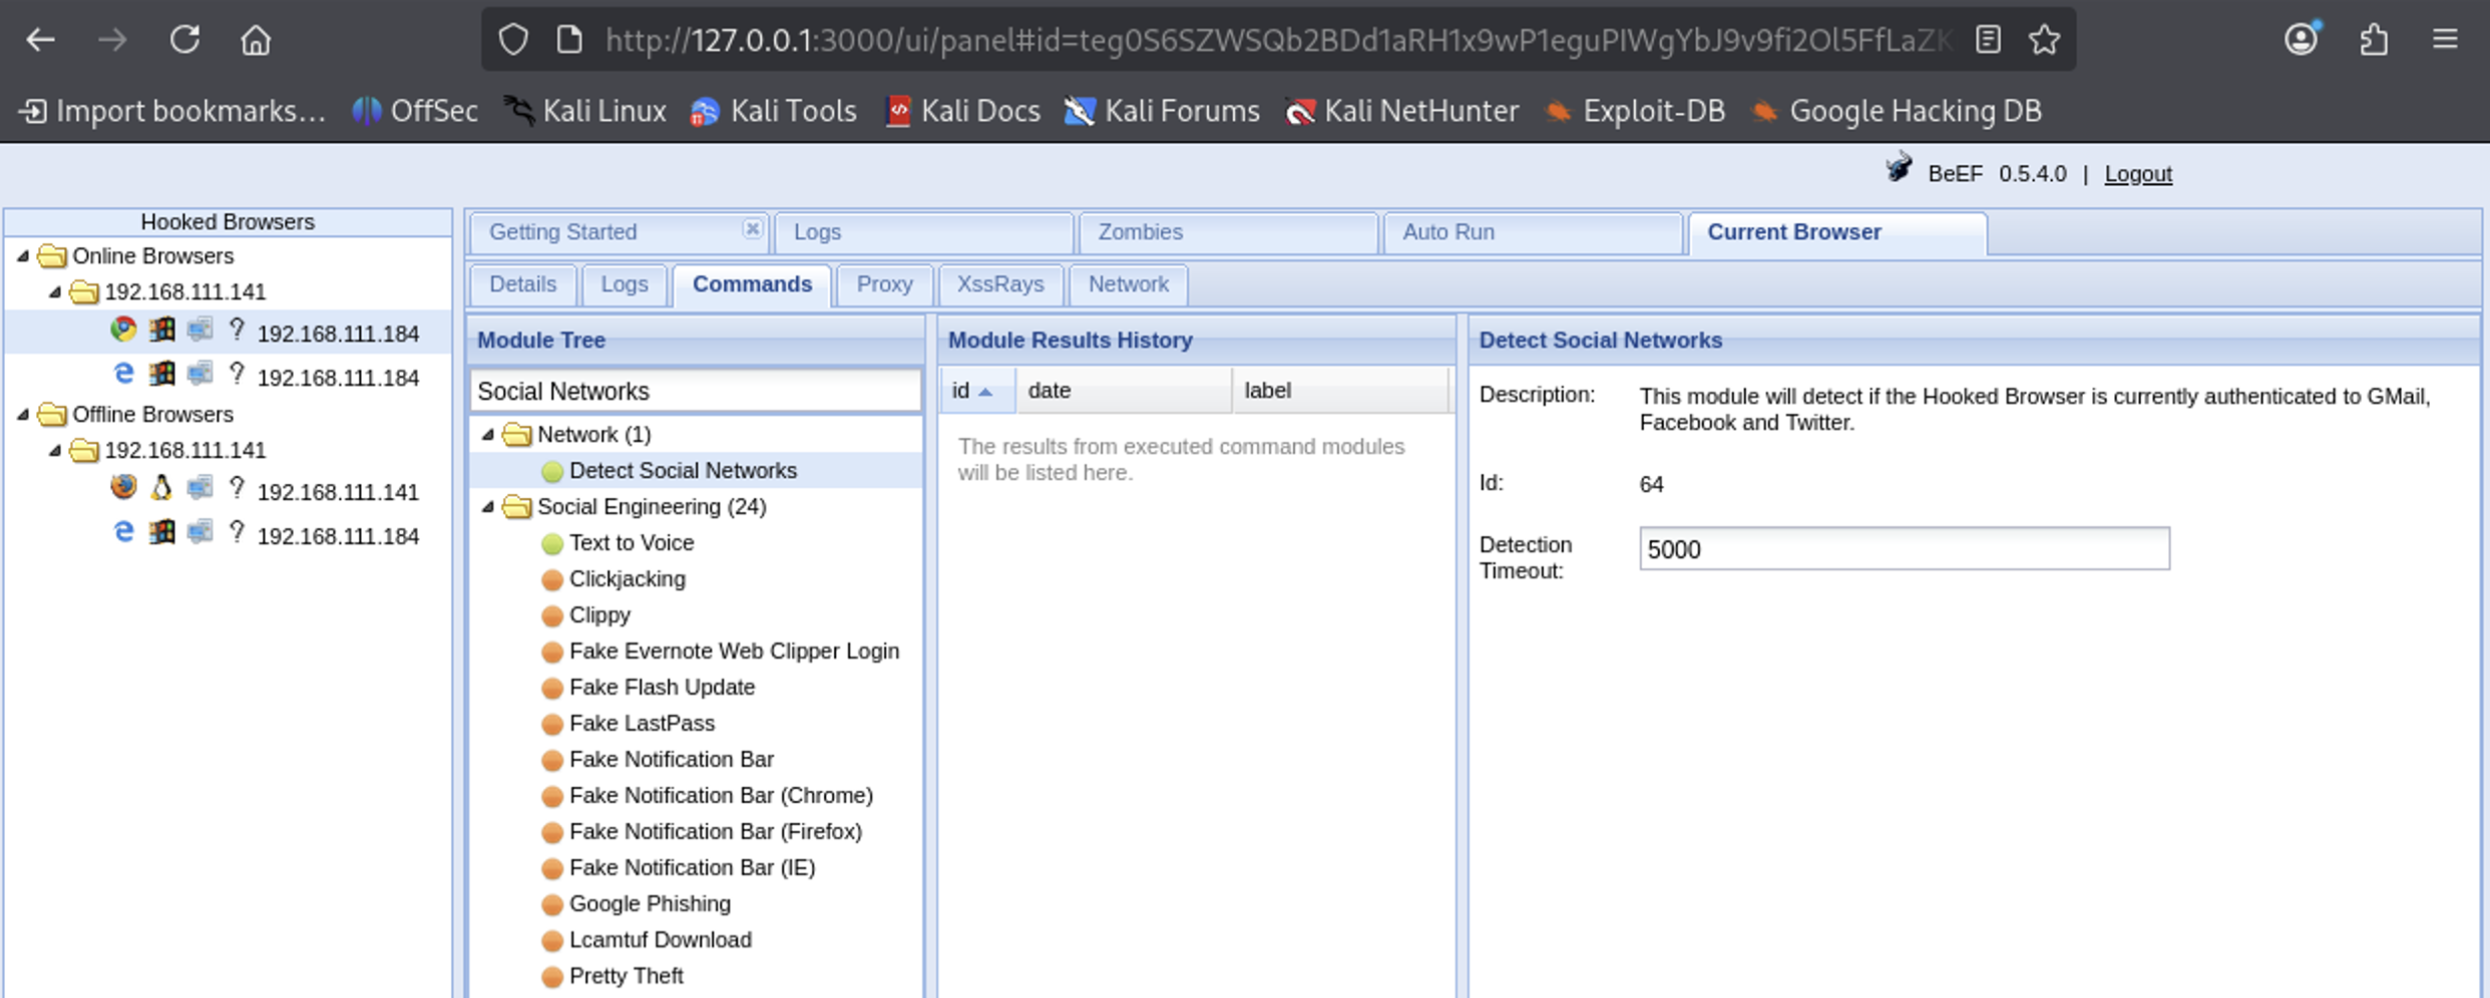 http://127.0.0.1:3000/ui/panel#id=teg0S6SZWSQb2BDd1aRH1x9wP1eguPIWgYbJ9v9fi2Ol5FfLaZK
Import bookmarks... OffSec Kali Linux Kali Tools Kali Docs Kali Forums Kali NetHunter Exploit-DB Google Hacking DB
BeEF 0.5.4.0 | Logout
Hooked Browsers
Online Browsers
192.168.111.141
? 192.168.111.184
? 192.168.111.184
Offline Browsers
192.168.111.141
? 192.168.111.141
? 192.168.111.184
Getting Started Logs Zombies Auto Run Current Browser
Details Logs Commands Proxy XssRays Network
Module Tree
Social Networks
Network (1)
Detect Social Networks
Social Engineering (24)
Text to Voice
Clickjacking
Clippy
Fake Evernote Web Clipper Login
Fake Flash Update
Fake LastPass
Fake Notification Bar
Fake Notification Bar (Chrome)
Fake Notification Bar (Firefox)
Fake Notification Bar (IE)
Google Phishing
Lcamtuf Download
Pretty Theft
Module Results History
id date label
The results from executed command modules
will be listed here.
Detect Social Networks
Description: This module will detect if the Hooked Browser is currently authenticated to GMail,
Facebook and Twitter.
Id: 64
Detection
Timeout: 5000